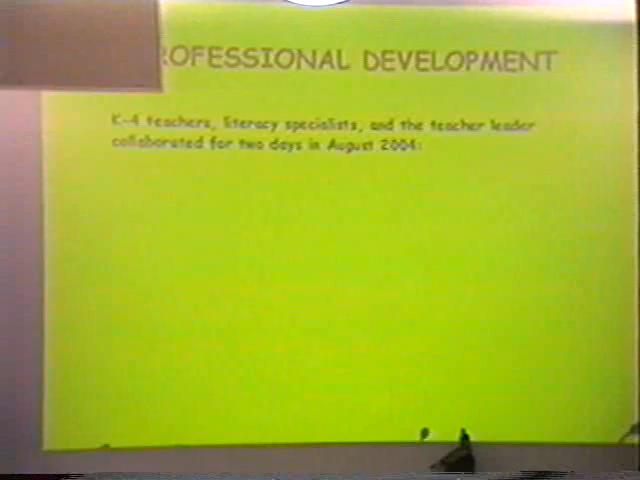 ROFESSIONAL DEVELOPMENT
K-4 teachers, literacy specialists, and the teacher leader
collaborated for two days in August 2004: